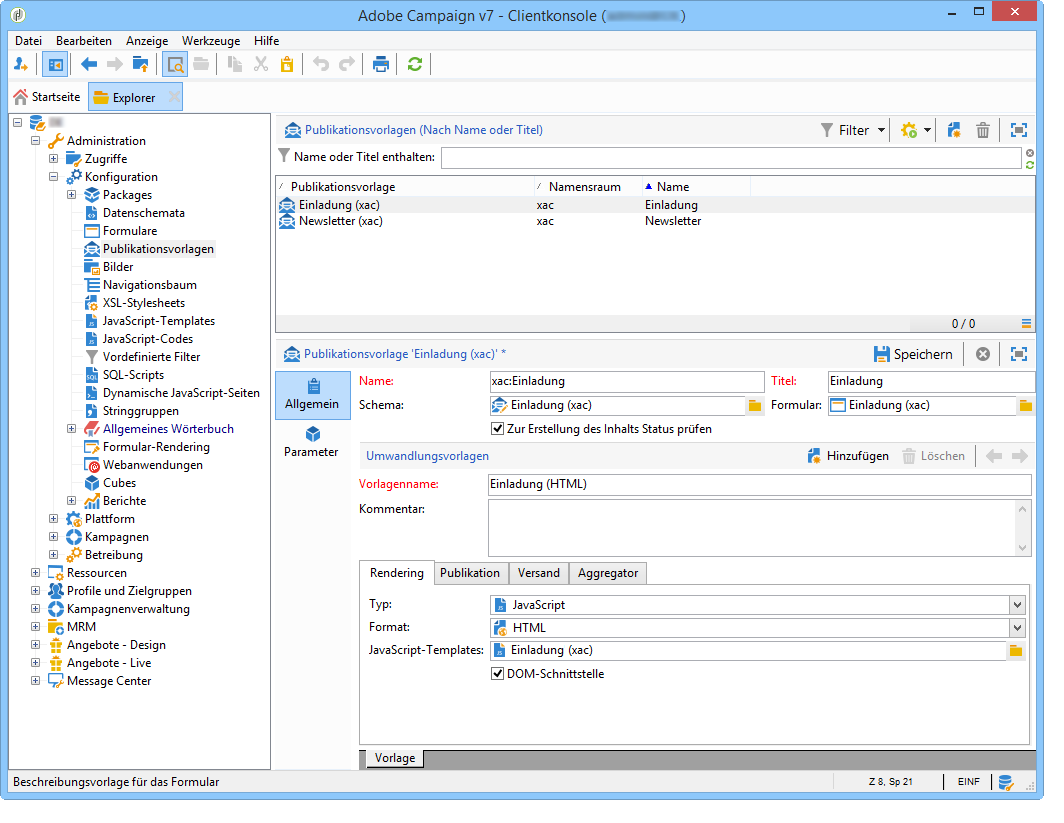 Adobe Campaign v7 - Clientkonsole ( )
Datei Bearbeiten Anzeige Werkzeuge Hilfe
Startseite Explorer
Administration
Zugriffe
Konfiguration
Packages
Datenschemata
Formulare
Publikationsvorlagen
Bilder
Navigationsbaum
XSL-Stylesheets
JavaScript-Templates
JavaScript-Codes
Vordefinierte Filter
SQL-Scripts
Dynamische JavaScript-Seiten
Stringgruppen
Allgemeines Wörterbuch
Formular-Rendering
Webanwendungen
Cubes
Berichte
Plattform
Kampagnen
Betreibung
Ressourcen
Profile und Zielgruppen
Kampagnenverwaltung
MRM
Angebote - Design
Angebote - Live
Message Center
Publikationsvorlagen (Nach Name oder Titel) Filter
Name oder Titel enthalten:
Publikationsvorlage Namensraum Name
Einladung (xac) xac Einladung
Newsletter (xac) xac Newsletter
0 / 0
Publikationsvorlage 'Einladung (xac)' * Speichern
Allgemein
Parameter
Name: xac:Einladung Titel: Einladung
Schema: Einladung (xac) Formular: Einladung (xac)
Zur Erstellung des Inhalts Status prüfen
Umwandlungsvorlagen Hinzufügen Löschen
Vorlagenname: Einladung (HTML)
Kommentar:
Rendering Publikation Versand Aggregator
Typ: JavaScript
Format: HTML
JavaScript-Templates: Einladung (xac)
DOM-Schnittstelle
Vorlage
Beschreibungsvorlage für das Formular Z 8, Sp 21 EINF